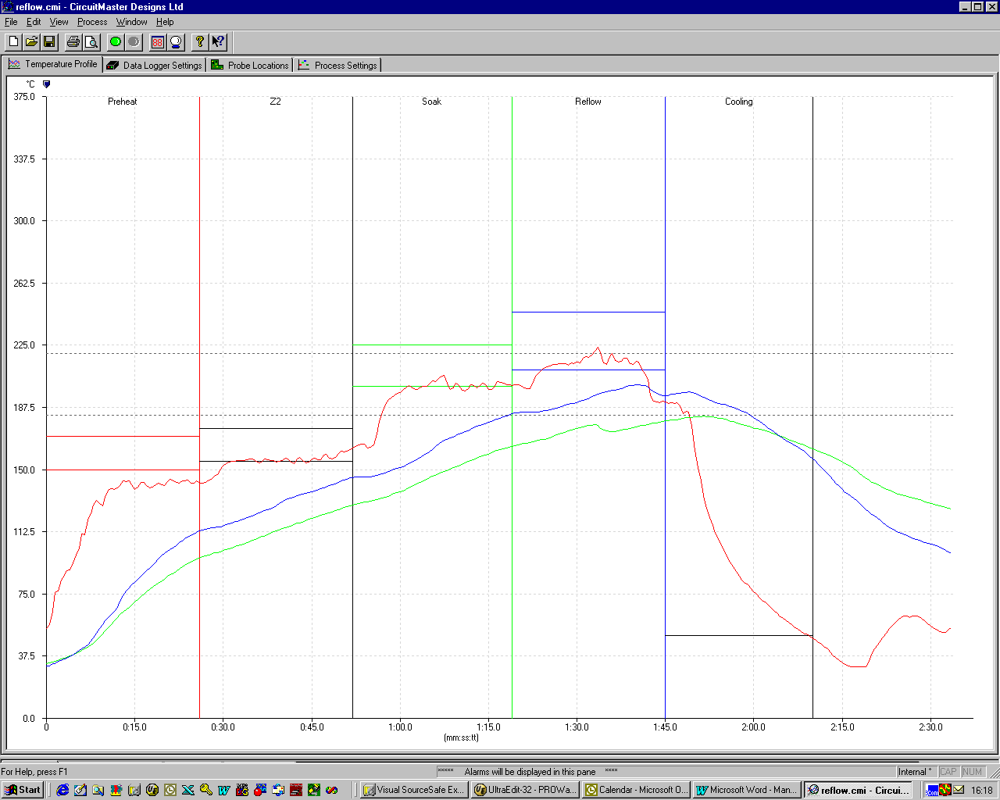 reflow.cmi - CircuitMaster Designs Ltd
File Edit View Process Window Help
88 ? ?
Temperature Profile Data Logger Settings Probe Locations Process Settings
°C
375.0 Preheat Z2 Soak Reflow Cooling
337.5
300.0
262.5
225.0
187.5
150.0
112.5
75.0
37.5
0.0
0 0:15.0 0:30.0 0:45.0 1:00.0 1:15.0 1:30.0 1:45.0 2:00.0 2:15.0 2:30.0
(mm:ss:tt)
For Help, press F1 ***** Alarms will be displayed in this pane **** Internal * CAP NUM
Start Visual SourceSafe Ex... UltraEdit-32 - PROWa... Calendar - Microsoft O... Microsoft Word - Man... reflow.cmi - Circui... 16:18